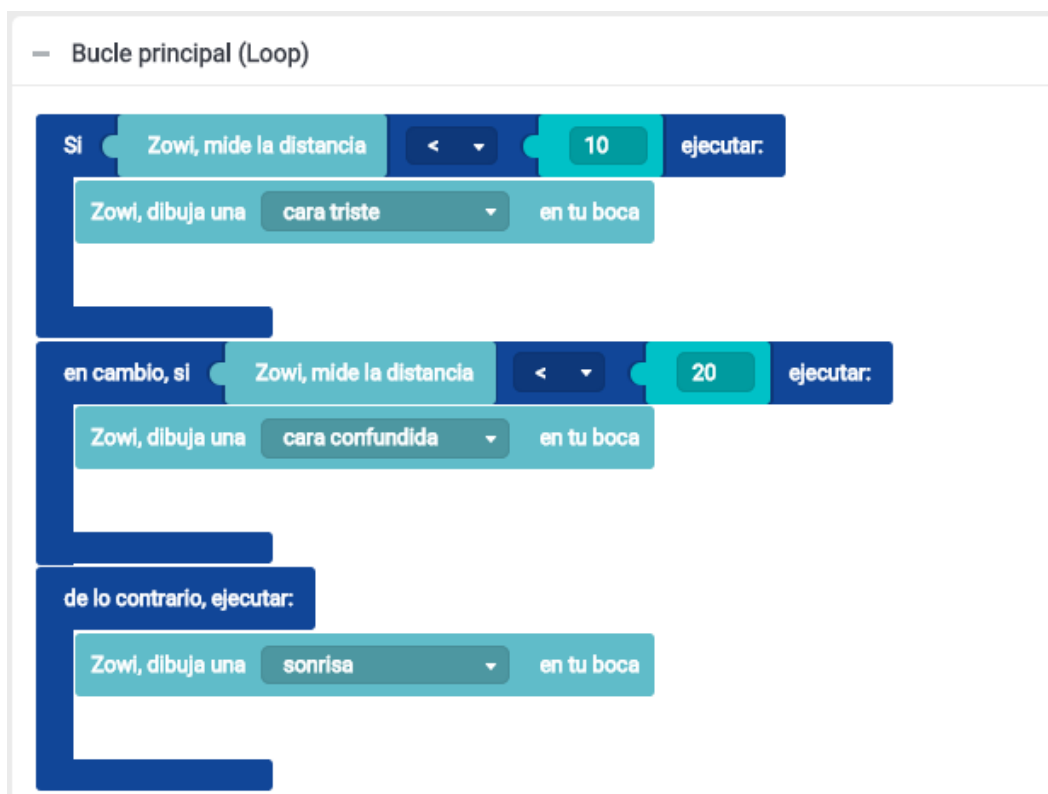 Bucle principal (Loop)
Si Zowi, mide la distancia < 10 ejecutar:
Zowi, dibuja una cara triste en tu boca
en cambio, si Zowi, mide la distancia < 20 ejecutar:
Zowi, dibuja una cara confundida en tu boca
de lo contrario, ejecutar:
Zowi, dibuja una sonrisa en tu boca